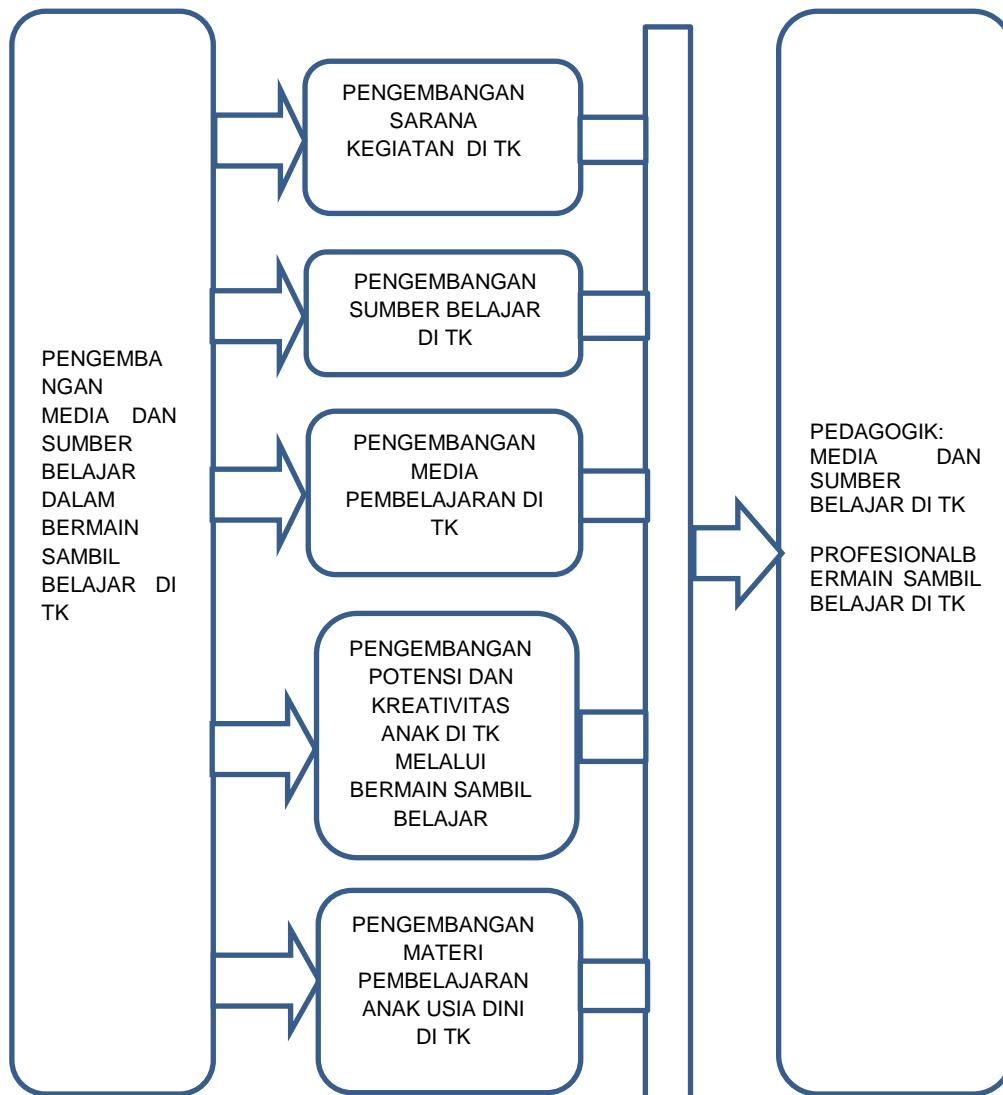 PENGEMBA
NGAN
MEDIA DAN
SUMBER
BELAJAR
DALAM
BERMAIN
SAMBIL
BELAJAR DI
TK
PENGEMBANGAN
SARANA
KEGIATAN DI TK
PENGEMBANGAN
SUMBER BELAJAR
DI TK
PENGEMBANGAN
MEDIA
PEMBELAJARAN DI
TK
PENGEMBANGAN
POTENSI DAN
KREATIVITAS
ANAK DI TK
MELALUI
BERMAIN SAMBIL
BELAJAR
PENGEMBANGAN
MATERI
PEMBELAJARAN
ANAK USIA DINI
DI TK
PEDAGOGIK:
MEDIA DAN
SUMBER
BELAJAR DI TK
PROFESIONALB
ERMAIN SAMBIL
BELAJAR DI TK